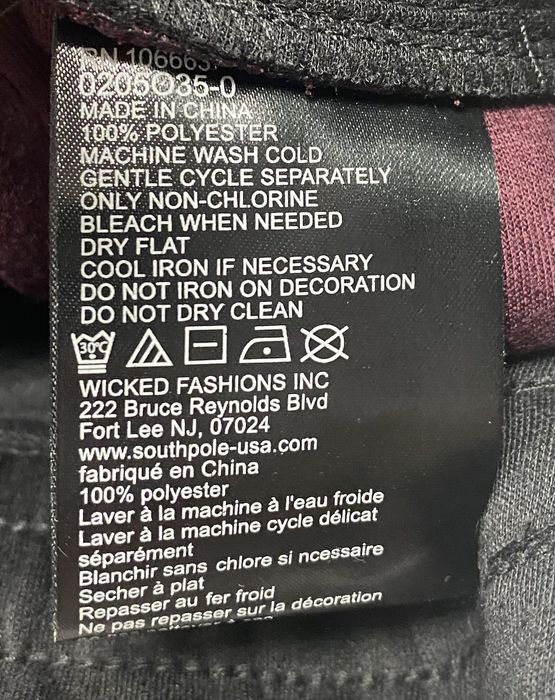 RN 106663
0205O35-0
MADE IN CHINA
100% POLYESTER
MACHINE WASH COLD
GENTLE CYCLE SEPARATELY
ONLY NON-CHLORINE
BLEACH WHEN NEEDED
DRY FLAT
COOL IRON IF NECESSARY
DO NOT IRON ON DECORATION
DO NOT DRY CLEAN
30°C
WICKED FASHIONS INC
222 Bruce Reynolds Blvd
Fort Lee NJ, 07024
www.southpole-usa.com
fabriqué en China
100% polyester
Laver à la machine à l'eau froide
Laver à la machine cycle délicat
séparément
Blanchir sans chlore si ncessaire
Secher à plat
Repasser au fer froid
Ne pas repasser sur la décoration